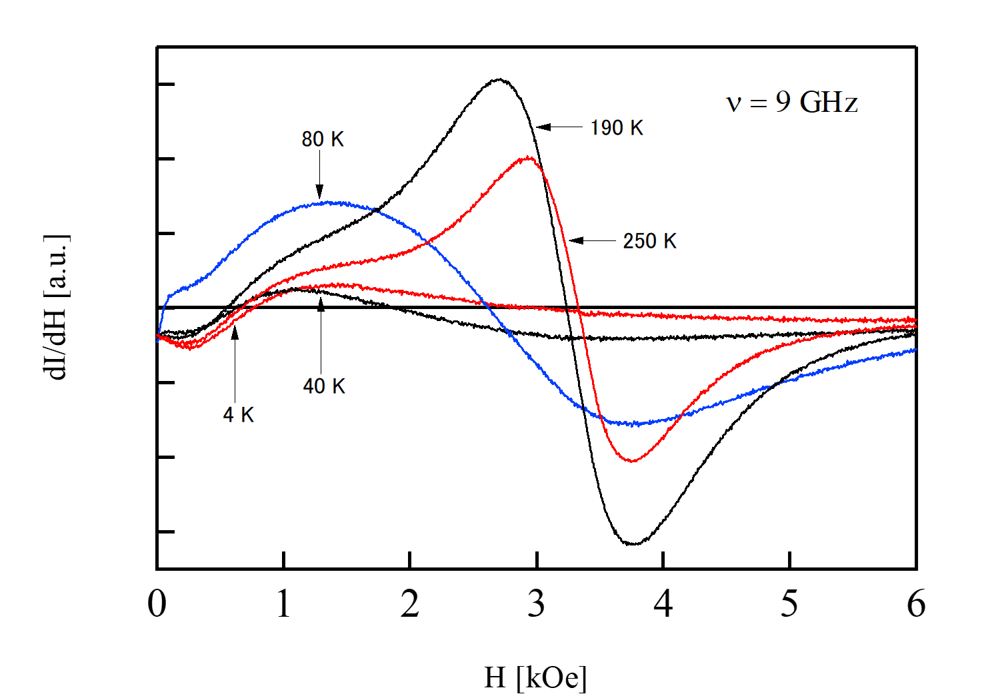 ν = 9 GHz
190 K
80 K
250 K
40 K
4 K
dI/dH [a.u.]
0 1 2 3 4 5 6
H [kOe]